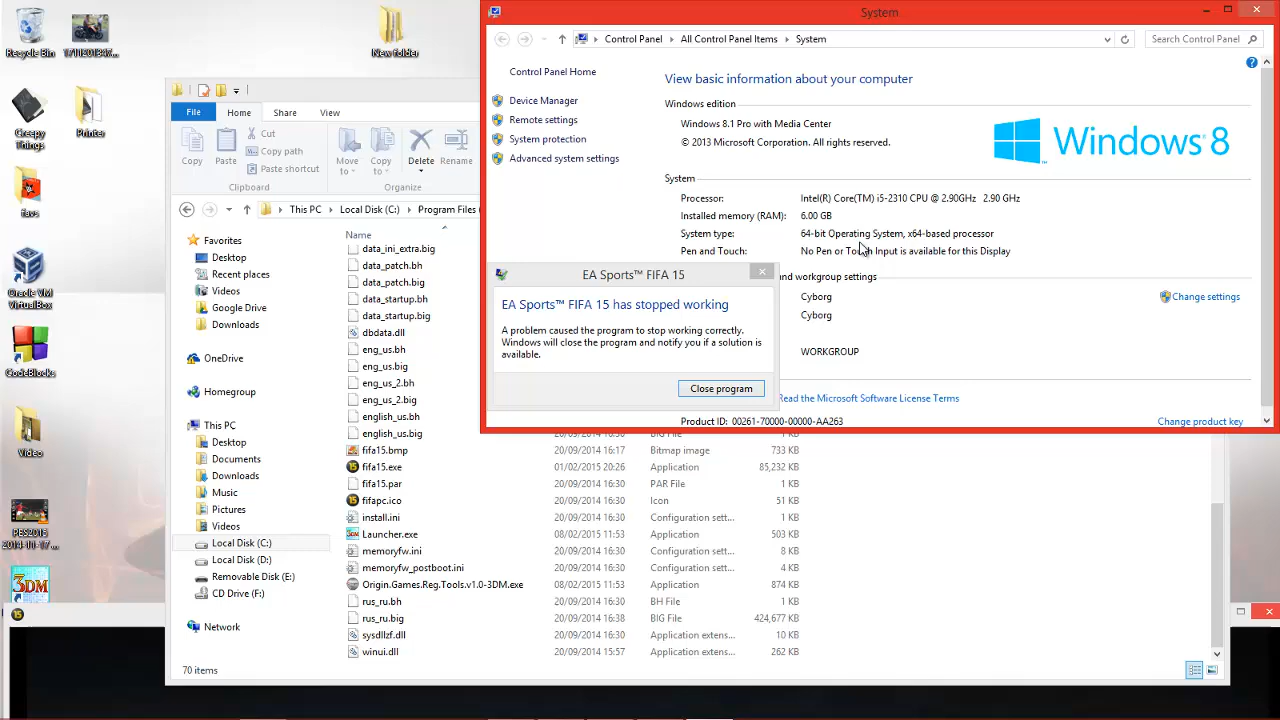 Recycle Bin
1711201347...
New folder
Creepy Things
Printer
favs
Oracle VM VirtualBox
CodeBlocks
Video
PES2016 2014-11-17 ...
3DM
15
File
Home
Share
View
Copy
Paste
Cut
Copy path
Paste shortcut
Clipboard
Move to
Copy to
Delete
Rename
Organize
This PC
Local Disk (C:)
Program Files
Favorites
Desktop
Recent places
Videos
Google Drive
Downloads
OneDrive
Homegroup
This PC
Desktop
Documents
Downloads
Music
Pictures
Videos
Local Disk (C:)
Local Disk (D:)
Removable Disk (E:)
CD Drive (F:)
Network
70 items
Name
data_ini_extra.big
data_patch.bh
data_patch.big
data_startup.bh
data_startup.big
dbdata.dll
eng_us.bh
eng_us.big
eng_us_2.bh
eng_us_2.big
english_us.bh
english_us.big 20/09/2014 16:30 BIG File 1 KB
fifa15.bmp 20/09/2014 16:17 Bitmap image 733 KB
fifa15.exe 01/02/2015 20:26 Application 85,232 KB
fifa15.par 20/09/2014 16:30 PAR File 1 KB
fifapc.ico 20/09/2014 16:30 Icon 51 KB
install.ini 20/09/2014 16:30 Configuration sett... 1 KB
Launcher.exe 08/02/2015 11:53 Application 503 KB
memoryfw.ini 20/09/2014 16:30 Configuration sett... 8 KB
memoryfw_postboot.ini 20/09/2014 16:30 Configuration sett... 4 KB
Origin.Games.Reg.Tools.v1.0-3DM.exe 08/02/2015 11:53 Application 874 KB
rus_ru.bh 20/09/2014 16:30 BH File 1 KB
rus_ru.big 20/09/2014 16:38 BIG File 424,677 KB
sysdllzf.dll 20/09/2014 16:30 Application extens... 10 KB
winui.dll 20/09/2014 15:57 Application extens... 262 KB
System
Control Panel
All Control Panel Items
System
Search Control Panel
Control Panel Home
Device Manager
Remote settings
System protection
Advanced system settings
View basic information about your computer
Windows edition
Windows 8.1 Pro with Media Center
© 2013 Microsoft Corporation. All rights reserved.
Windows 8
System
Processor: Intel(R) Core(TM) i5-2310 CPU @ 2.90GHz 2.90 GHz
Installed memory (RAM): 6.00 GB
System type: 64-bit Operating System, x64-based processor
Pen and Touch: No Pen or Touch Input is available for this Display
and workgroup settings
Cyborg
Change settings
Cyborg
WORKGROUP
Read the Microsoft Software License Terms
Product ID: 00261-70000-00000-AA263
Change product key
EA Sports™ FIFA 15
EA Sports™ FIFA 15 has stopped working
A problem caused the program to stop working correctly.
Windows will close the program and notify you if a solution is
available.
Close program